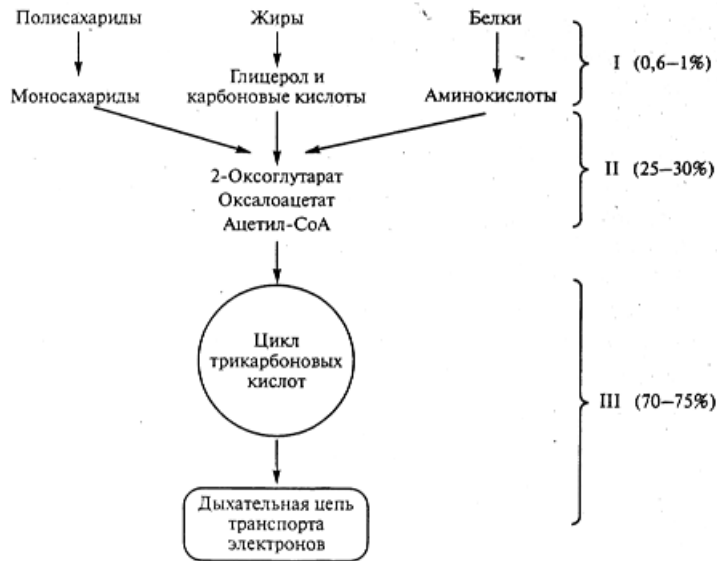 Полисахариды Жиры Белки
I (0,6—1%)
Глицерол и
Моносахариды карбоновые кислоты Аминокислоты
2-Оксоглутарат
II (25—30%)
Оксалоацетат
Ацетил-СоА
Цикл
трикарбоновых
кислот
III (70—75%)
Дыхательная цепь
транспорта
электронов